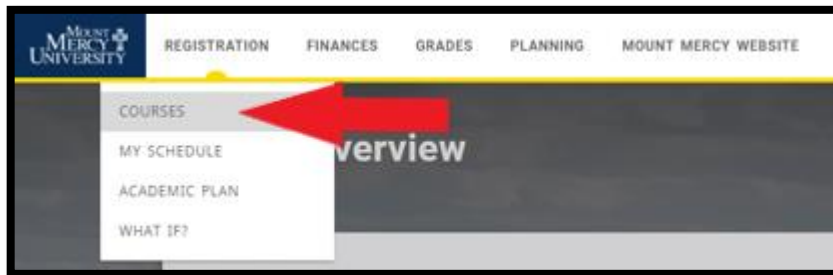 MOUNT
MERCY
UNIVERSITY
REGISTRATION FINANCES GRADES PLANNING MOUNT MERCY WEBSITE
COURSES
verview
MY SCHEDULE
ACADEMIC PLAN
WHAT IF?